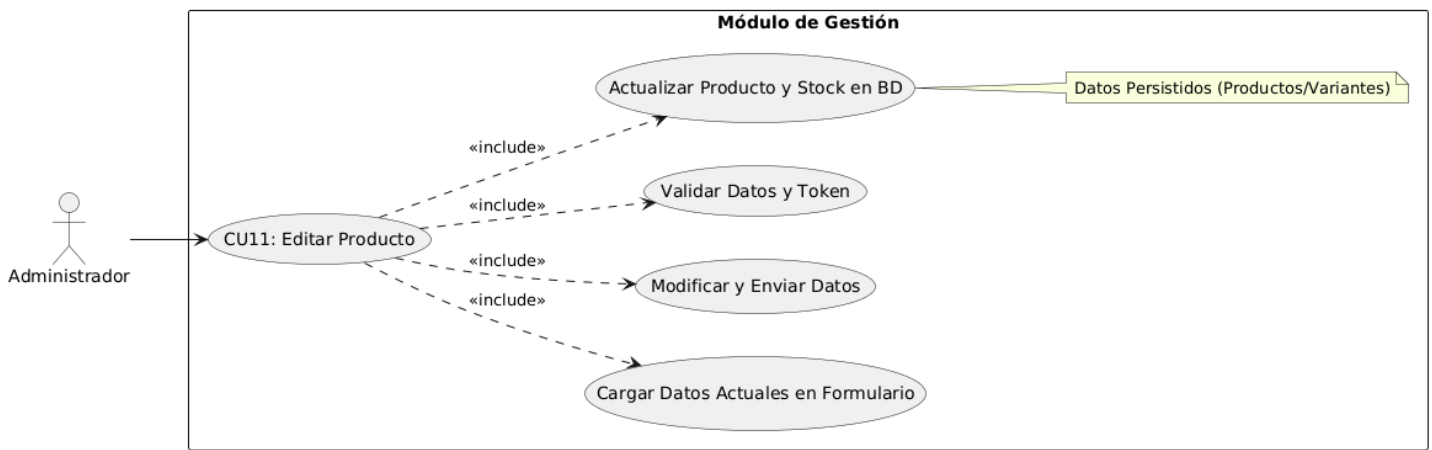 Módulo de Gestión
Actualizar Producto y Stock en BD
Datos Persistidos (Productos/Variantes)
«include»
Validar Datos y Token
«include»
CU11: Editar Producto
Administrador
«include»
Modificar y Enviar Datos
«include»
Cargar Datos Actuales en Formulario